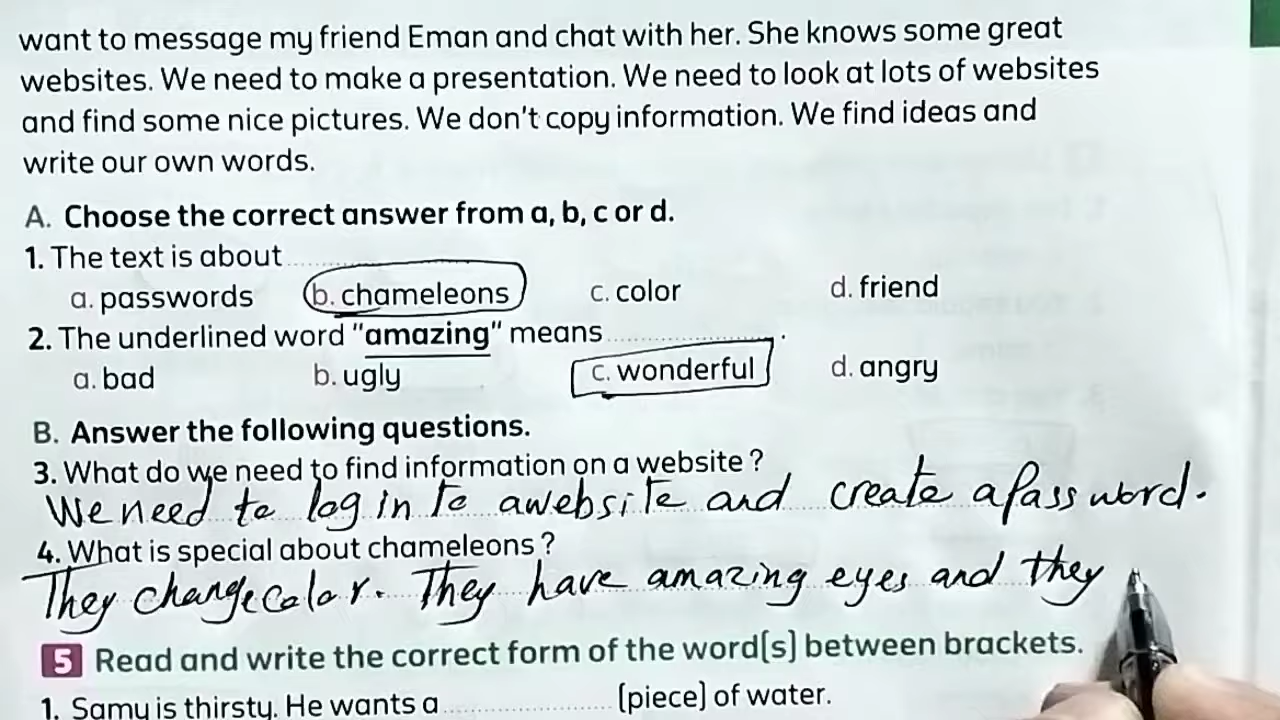 want to message my friend Eman and chat with her. She knows some great
websites. We need to make a presentation. We need to look at lots of websites
and find some nice pictures. We don't copy information. We find ideas and
write our own words.
A. Choose the correct answer from a, b, c or d.
1. The text is about ....................
a. passwords b. chameleons c. color d. friend
2. The underlined word "amazing" means .................... .
a. bad b. ugly c. wonderful d. angry
B. Answer the following questions.
3. What do we need to find information on a website ?
We need to log in to a website and create a password.
4. What is special about chameleons ?
They change color. They have amazing eyes and they
5 Read and write the correct form of the word(s) between brackets.
1. Samy is thirsty. He wants a .................... (piece) of water.